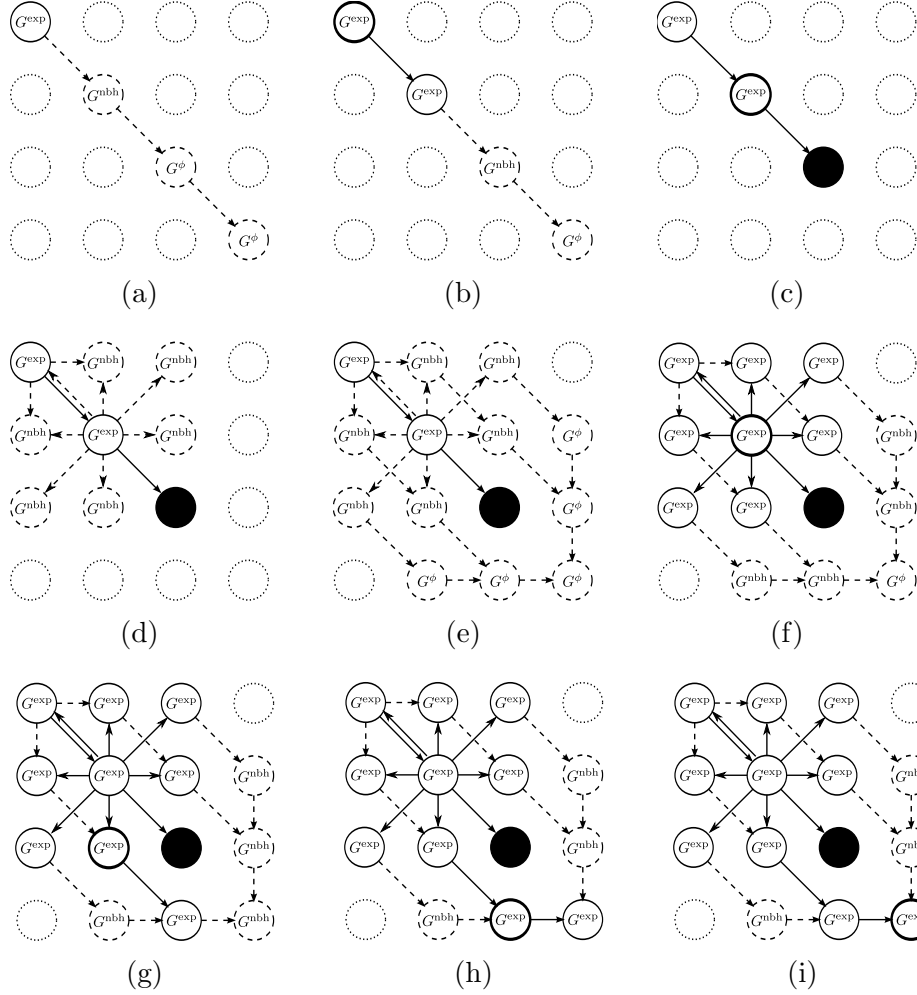 G^exp G^exp G^exp
G^nbh G^exp G^exp
G^ϕ G^nbh
G^ϕ G^ϕ
(a) (b) (c)
G^exp G^nbh G^nbh G^exp G^nbh G^nbh G^exp G^exp G^exp
G^nbh G^exp G^nbh G^nbh G^exp G^nbh G^ϕ G^exp G^exp G^exp G^nbh
G^nbh G^nbh G^nbh G^nbh G^ϕ G^exp G^exp G^nbh
G^ϕ G^ϕ G^ϕ G^nbh G^nbh G^ϕ
(d) (e) (f)
G^exp G^exp G^exp G^exp G^exp G^exp G^exp G^exp G^exp
G^exp G^exp G^exp G^nbh G^exp G^exp G^exp G^nbh G^exp G^exp G^exp G^nb
G^exp G^exp G^nbh G^exp G^exp G^nbh G^exp G^exp G^nb
G^nbh G^exp G^nbh G^nbh G^exp G^exp G^nbh G^exp G^ex
(g) (h) (i)